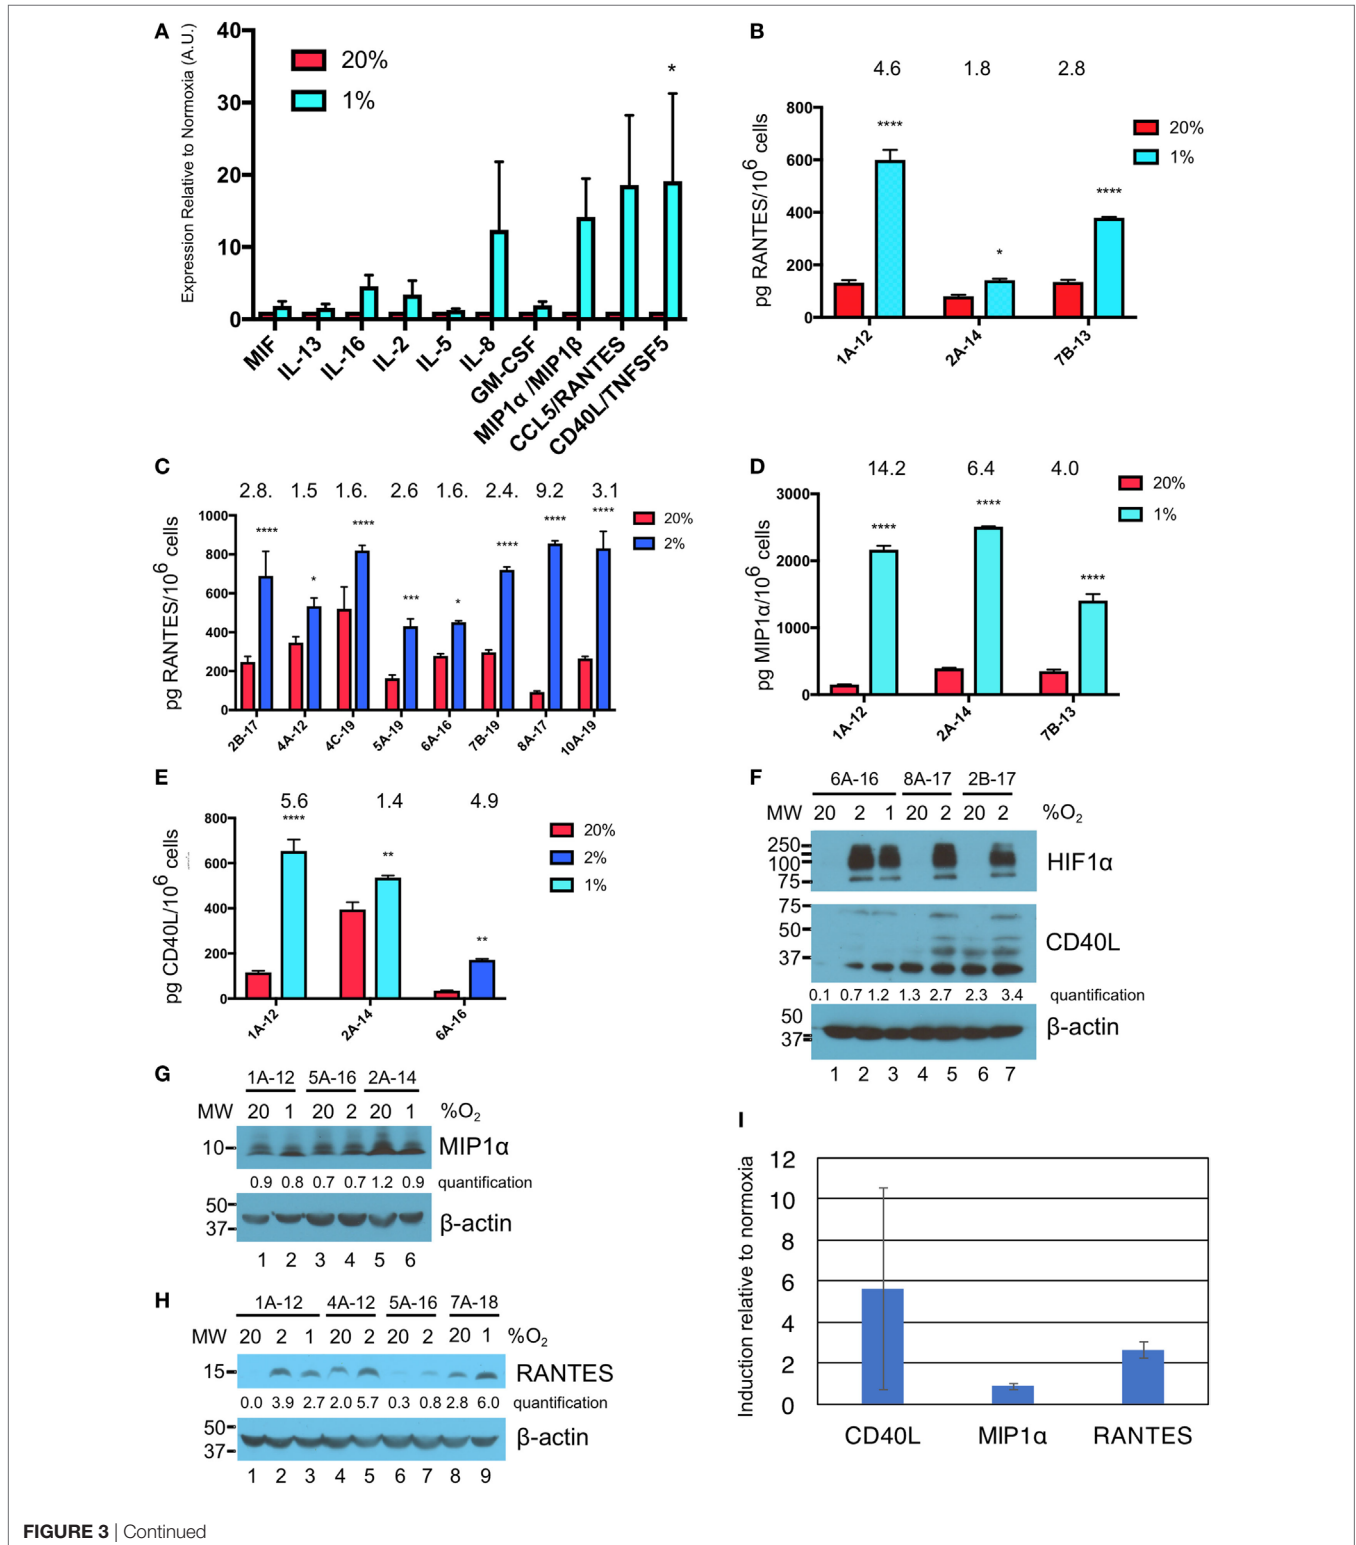 A
Expression Relative to Normoxia (A.U.)
40
30
20
10
0
20%
1%
*
MIF
IL-13
IL-16
IL-2
IL-5
IL-8
GM-CSF
MIP1α /MIP1β
CCL5/RANTES
CD40L/TNFSF5
B
4.6 1.8 2.8
pg RANTES/10⁶ cells
800
600
400
200
0
**** * ****
20%
1%
1A-12 2A-14 7B-13
C
2.8. 1.5 1.6. 2.6 1.6. 2.4. 9.2 3.1
pg RANTES/10⁶ cells
1000
800
600
400
200
0
**** * **** *** * **** **** ****
20%
2%
2B-17 4A-12 4C-19 5A-19 6A-16 7B-19 8A-17 10A-19
D
14.2 6.4 4.0
pg MIP1α/10⁶ cells
3000
2000
1000
0
**** **** ****
20%
1%
1A-12 2A-14 7B-13
E
5.6 1.4 4.9
pg CD40L/10⁶ cells
800
600
400
200
0
**** ** **
20%
2%
1%
1A-12 2A-14 6A-16
F
6A-16 8A-17 2B-17
MW 20 2 1 20 2 20 2 %O₂
250
100
75
HIF1α
75
50
37
CD40L
0.1 0.7 1.2 1.3 2.7 2.3 3.4 quantification
50
37
β-actin
1 2 3 4 5 6 7
G
1A-12 5A-16 2A-14
MW 20 1 20 2 20 1 %O₂
10
MIP1α
0.9 0.8 0.7 0.7 1.2 0.9 quantification
50
37
β-actin
1 2 3 4 5 6
H
1A-12 4A-12 5A-16 7A-18
MW 20 2 1 20 2 20 2 20 1 %O₂
15
RANTES
0.0 3.9 2.7 2.0 5.7 0.3 0.8 2.8 6.0 quantification
50
37
β-actin
1 2 3 4 5 6 7 8 9
I
Induction relative to normoxia
12
10
8
6
4
2
0
CD40L MIP1α RANTES
FIGURE 3 | Continued